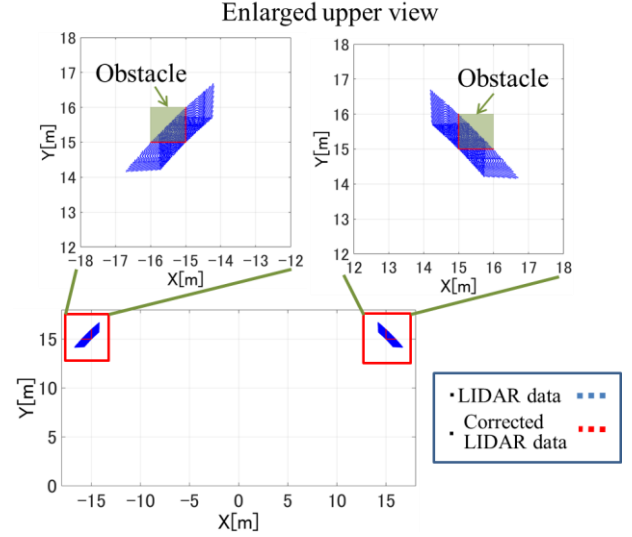 Enlarged upper view
18
17
16
15
14
13
12
Y[m]
Obstacle
−18 −17 −16 −15 −14 −13 −12
X[m]
18
17
16
15
14
13
12
Y[m]
Obstacle
12 13 14 15 16 17 18
X[m]
15
10
5
0
Y[m]
−15 −10 −5 0 5 10 15
X[m]
▪LIDAR data
▪ Corrected
LIDAR data